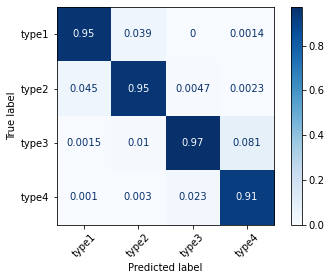 type1 0.95 0.039 0 0.0014
type2 0.045 0.95 0.0047 0.0023
type3 0.0015 0.01 0.97 0.081
type4 0.001 0.003 0.023 0.91
True label
type1 type2 type3 type4
Predicted label
0.8
0.6
0.4
0.2
0.0